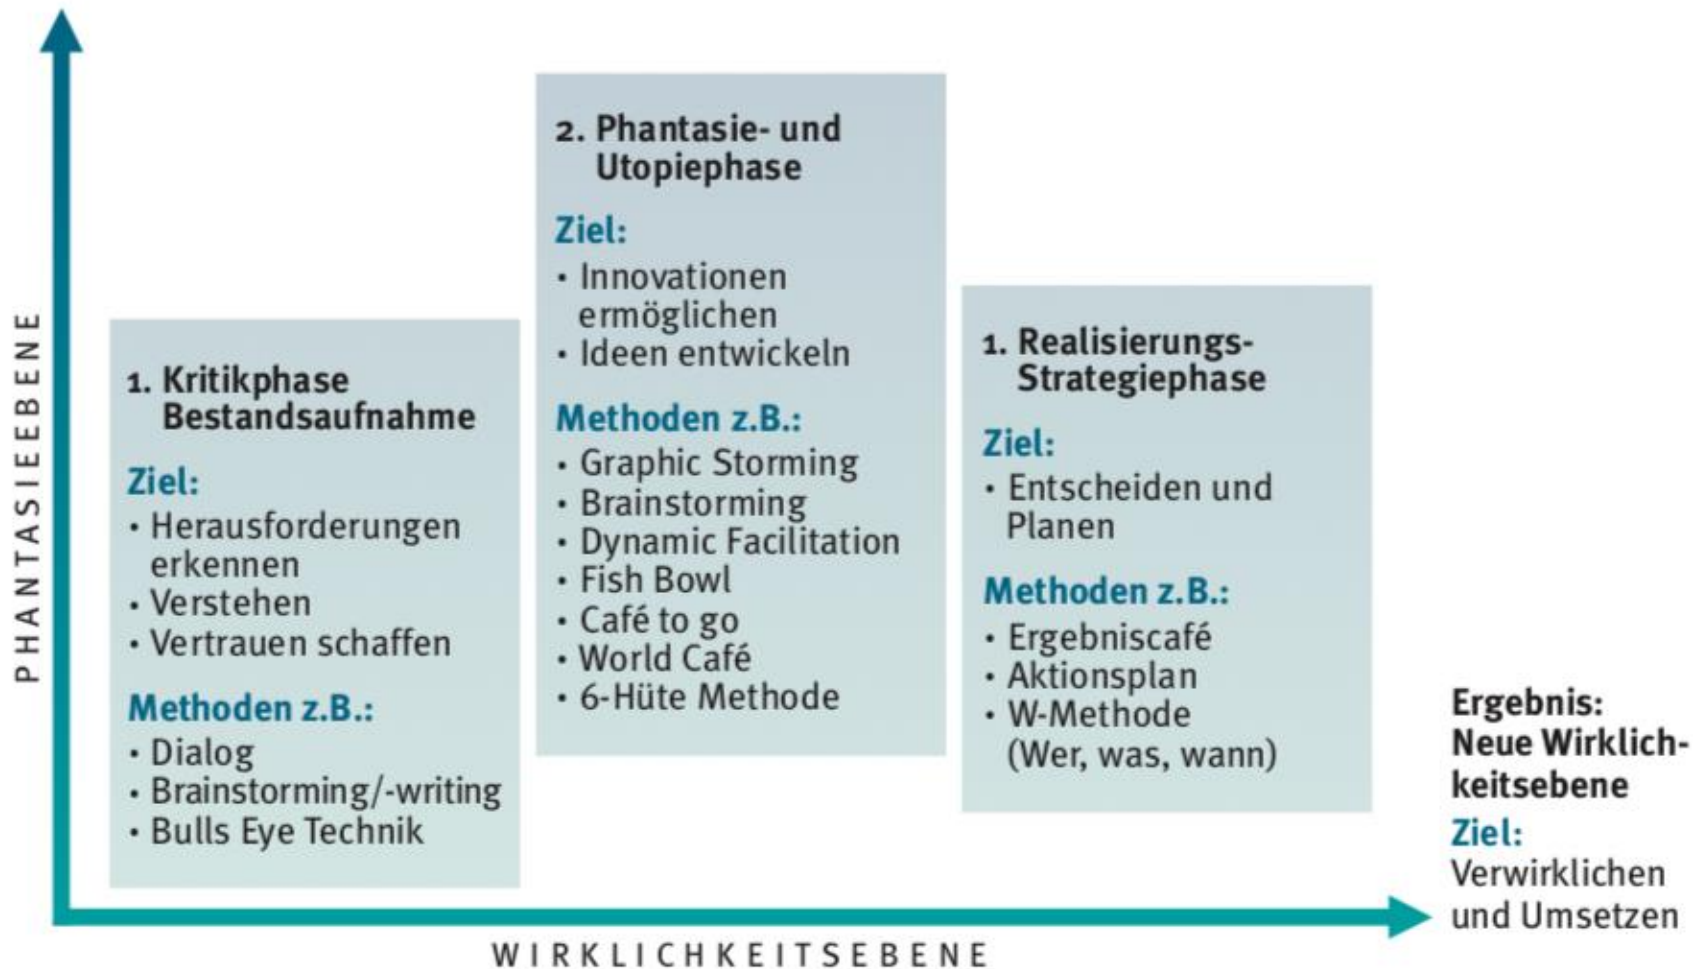 PHANTASIEEBENE
1. Kritikphase
Bestandsaufnahme
Ziel:
· Herausforderungen
erkennen
· Verstehen
· Vertrauen schaffen
Methoden z.B.:
· Dialog
· Brainstorming/-writing
· Bulls Eye Technik
2. Phantasie- und
Utopiephase
Ziel:
· Innovationen
ermöglichen
· Ideen entwickeln
Methoden z.B.:
· Graphic Storming
· Brainstorming
· Dynamic Facilitation
· Fish Bowl
· Café to go
· World Café
· 6-Hüte Methode
1. Realisierungs-
Strategiephase
Ziel:
· Entscheiden und
Planen
Methoden z.B.:
· Ergebniscafé
· Aktionsplan
· W-Methode
(Wer, was, wann)
Ergebnis:
Neue Wirklich-
keitsebene
Ziel:
Verwirklichen
und Umsetzen
WIRKLICHKEITSEBENE